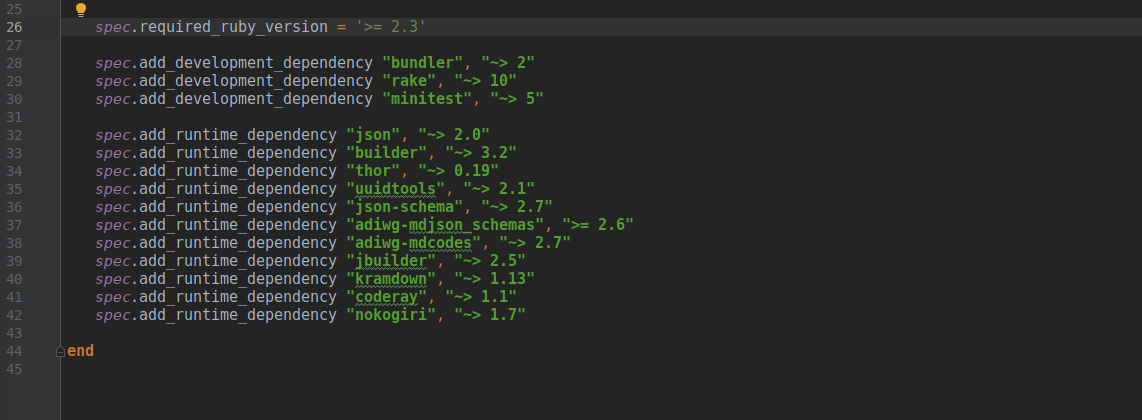 25
26 spec.required_ruby_version = '>= 2.3'
27
28 spec.add_development_dependency "bundler", "~> 2"
29 spec.add_development_dependency "rake", "~> 10"
30 spec.add_development_dependency "minitest", "~> 5"
31
32 spec.add_runtime_dependency "json", "~> 2.0"
33 spec.add_runtime_dependency "builder", "~> 3.2"
34 spec.add_runtime_dependency "thor", "~> 0.19"
35 spec.add_runtime_dependency "uuidtools", "~> 2.1"
36 spec.add_runtime_dependency "json-schema", "~> 2.7"
37 spec.add_runtime_dependency "adiwg-mdjson_schemas", ">= 2.6"
38 spec.add_runtime_dependency "adiwg-mdcodes", "~> 2.7"
39 spec.add_runtime_dependency "jbuilder", "~> 2.5"
40 spec.add_runtime_dependency "kramdown", "~> 1.13"
41 spec.add_runtime_dependency "coderay", "~> 1.1"
42 spec.add_runtime_dependency "nokogiri", "~> 1.7"
43
44 end
45